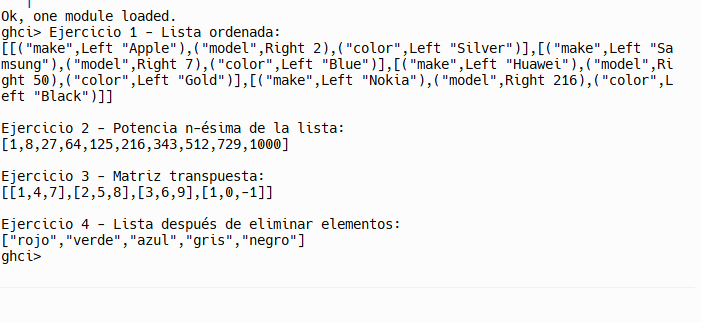 Ok, one module loaded.
ghci> Ejercicio 1 - Lista ordenada:
[[("make",Left "Apple"),("model",Right 2),("color",Left "Silver")],[("make",Left "Sa
msung"),("model",Right 7),("color",Left "Blue")],[("make",Left "Huawei"),("model",Ri
ght 50),("color",Left "Gold")],[("make",Left "Nokia"),("model",Right 216),("color",L
eft "Black")]]
Ejercicio 2 - Potencia n-ésima de la lista:
[1,8,27,64,125,216,343,512,729,1000]
Ejercicio 3 - Matriz transpuesta:
[[1,4,7],[2,5,8],[3,6,9],[1,0,-1]]
Ejercicio 4 - Lista después de eliminar elementos:
["rojo","verde","azul","gris","negro"]
ghci>